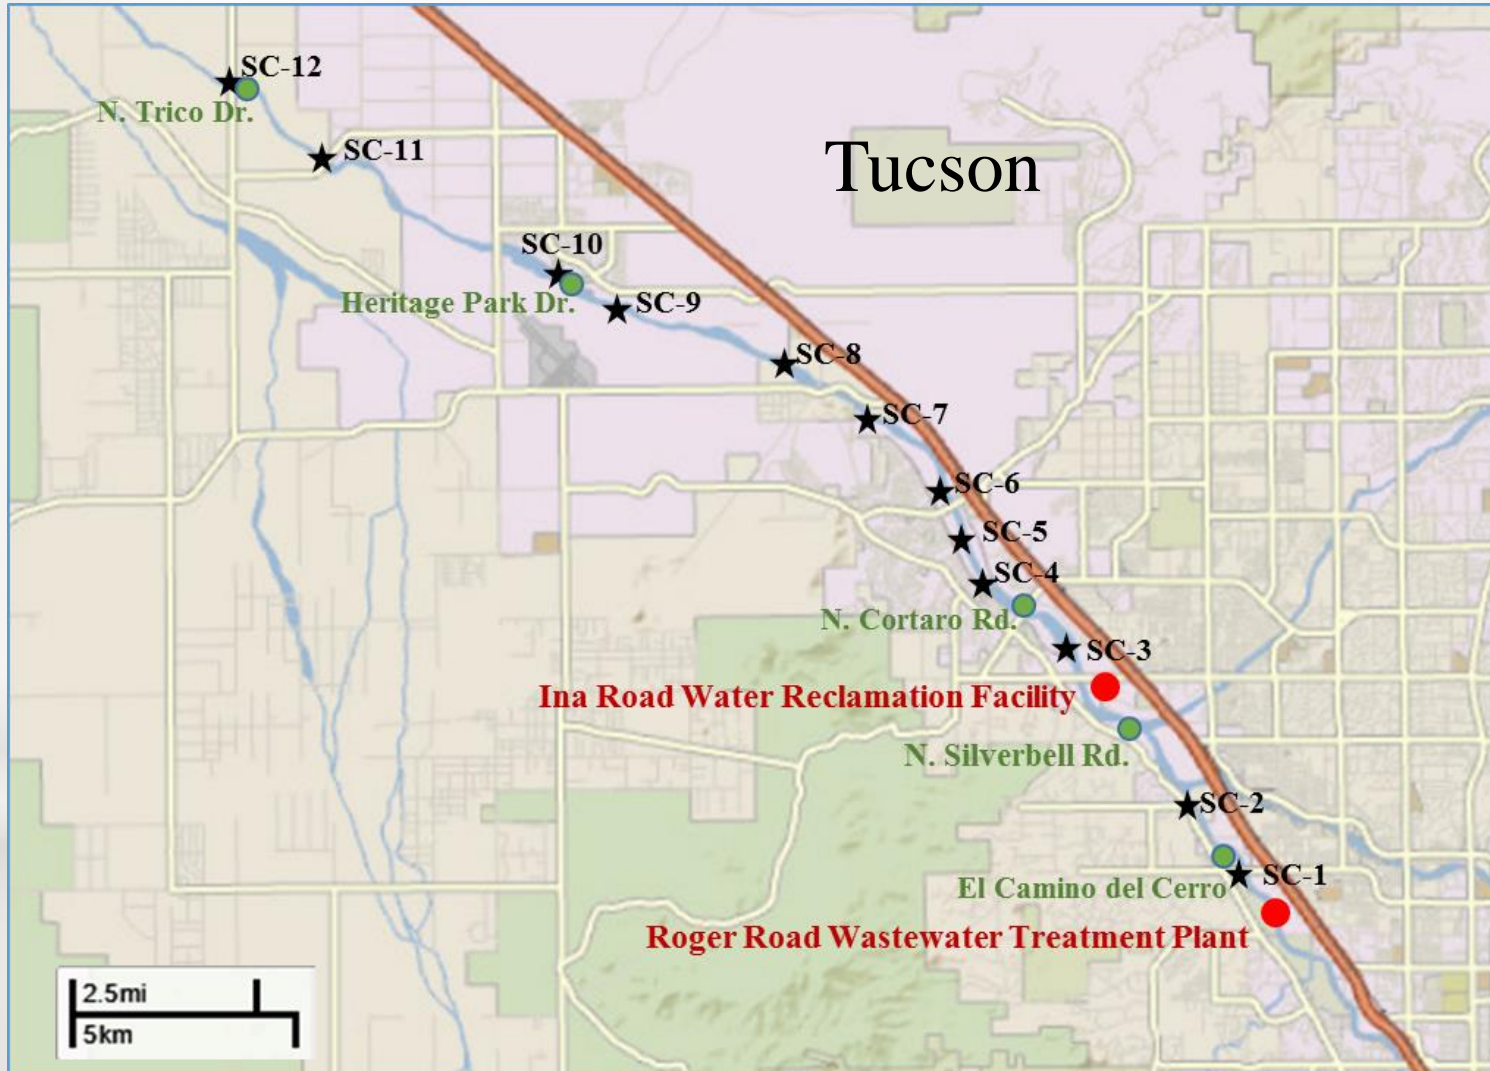 SC-12
N. Trico Dr.
SC-11
Tucson
SC-10
Heritage Park Dr.
SC-9
SC-8
SC-7
SC-6
SC-5
SC-4
N. Cortaro Rd.
SC-3
Ina Road Water Reclamation Facility
N. Silverbell Rd.
SC-2
SC-1
El Camino del Cerro
Roger Road Wastewater Treatment Plant
2.5mi
5km